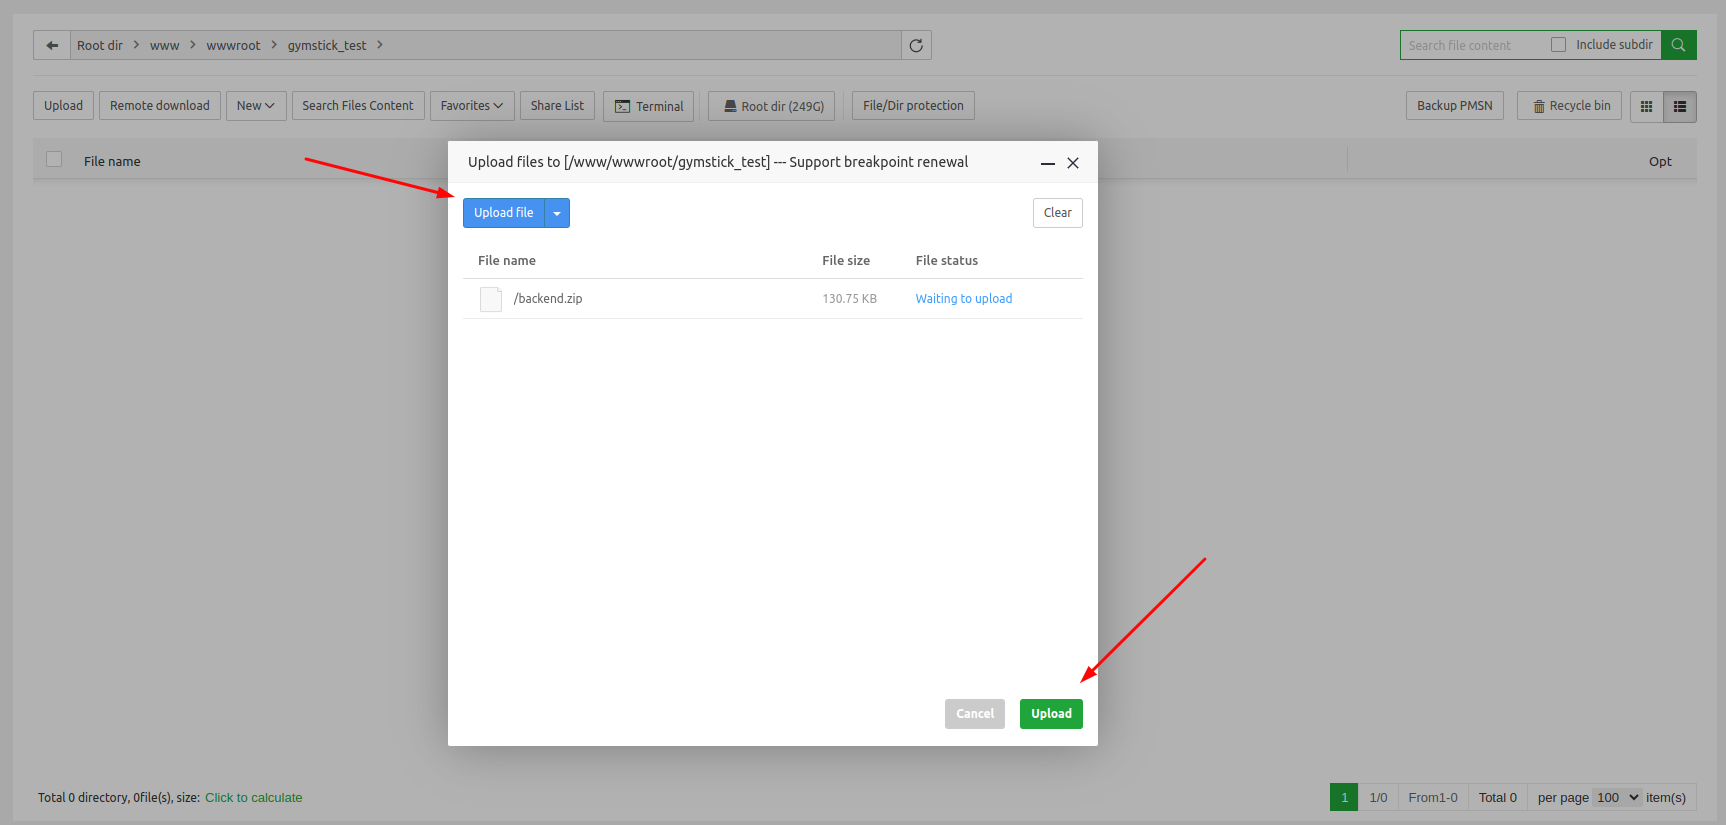 Root dir > www > wwwroot > gymstick_test >
Search file content Include subdir
Upload Remote download New Search Files Content Favorites Share List Terminal Root dir (249G) File/Dir protection Backup PMSN Recycle bin
File name Opt
Upload files to [/www/wwwroot/gymstick_test] --- Support breakpoint renewal
Upload file Clear
File name File size File status
/backend.zip 130.75 KB Waiting to upload
Cancel Upload
Total 0 directory, 0file(s), size: Click to calculate 1 1/0 From1-0 Total 0 per page 100 item(s)